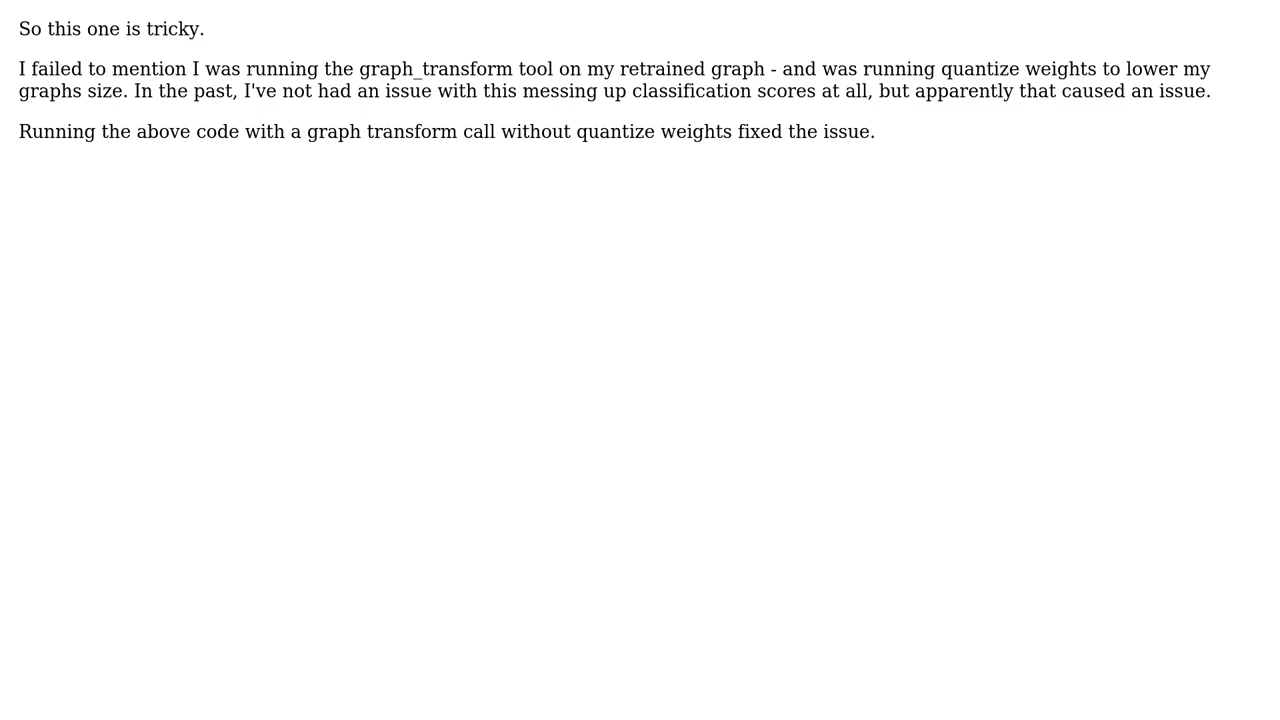 So this one is tricky.
I failed to mention I was running the graph_transform tool on my retrained graph - and was running quantize weights to lower my
graphs size. In the past, I've not had an issue with this messing up classification scores at all, but apparently that caused an issue.
Running the above code with a graph transform call without quantize weights fixed the issue.